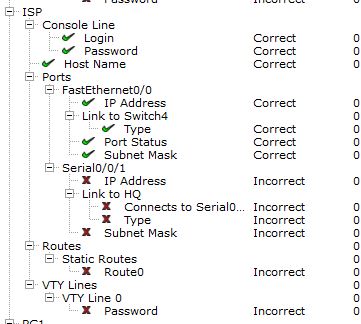 Password Incorrect 0
ISP
Console Line
Login Correct 0
Password Correct 0
Host Name Correct 0
Ports
FastEthernet0/0
IP Address Correct 0
Link to Switch4
Type Correct 0
Port Status Correct 0
Subnet Mask Correct 0
Serial0/0/1
IP Address Incorrect 0
Link to HQ
Connects to Serial0... Incorrect 0
Type Incorrect 0
Subnet Mask Incorrect 0
Routes
Static Routes
Route0 Incorrect 0
VTY Lines
VTY Line 0
Password Incorrect 0
PC1